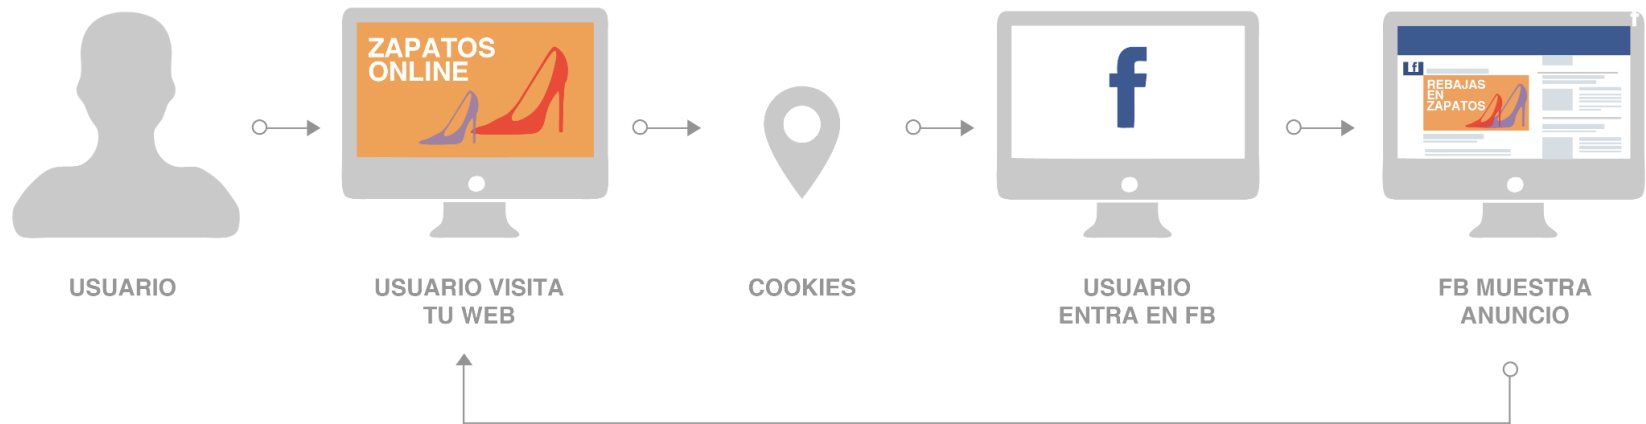 ZAPATOS
ONLINE
f
f
f
REBAJAS
EN
ZAPATOS
USUARIO
USUARIO VISITA
TU WEB
COOKIES
USUARIO
ENTRA EN FB
FB MUESTRA
ANUNCIO